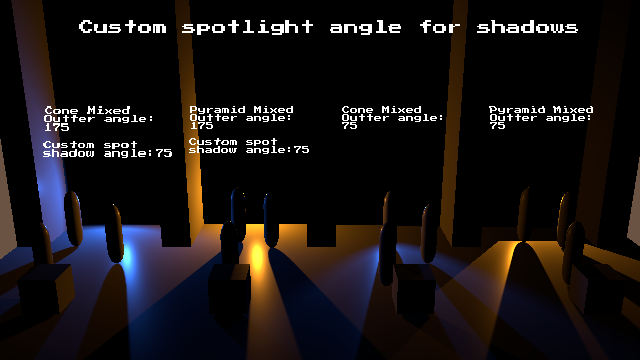 Custom spotlight angle for shadows
Cone Mixed
Outter angle:
175
Custom spot
shadow angle:75
Pyramid Mixed
Outter angle:
175
Custom spot
shadow angle:75
Cone Mixed
Outter angle:
75
Pyramid Mixed
Outter angle:
75